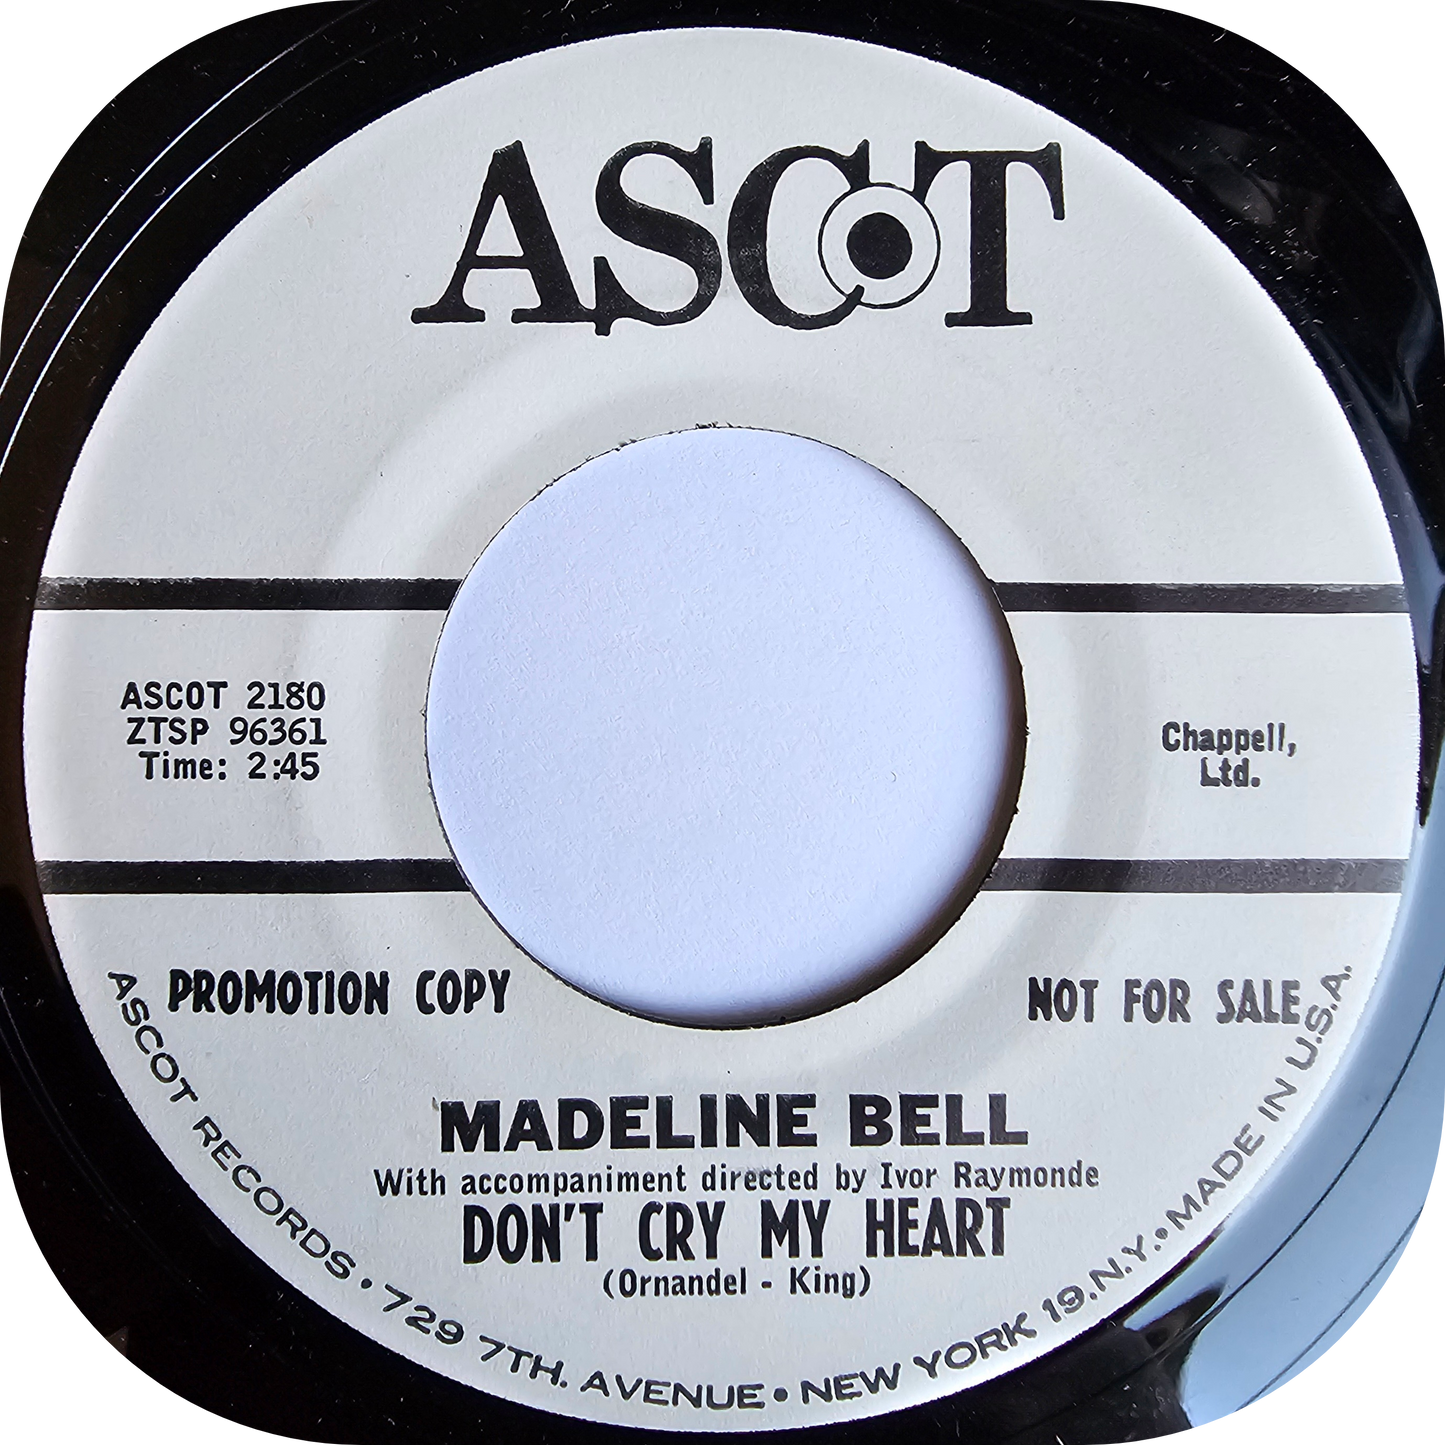 ASCOT
ASCOT 2180
ZTSP 96361
Time: 2:45
Chappell,
Ltd.
PROMOTION COPY
NOT FOR SALE
MADELINE BELL
With accompaniment directed by Ivor Raymonde
DON'T CRY MY HEART
(Ornandel - King)
ASCOT RECORDS • 729 7TH. AVENUE • NEW YORK 19, N.Y. • MADE IN U.S.A.